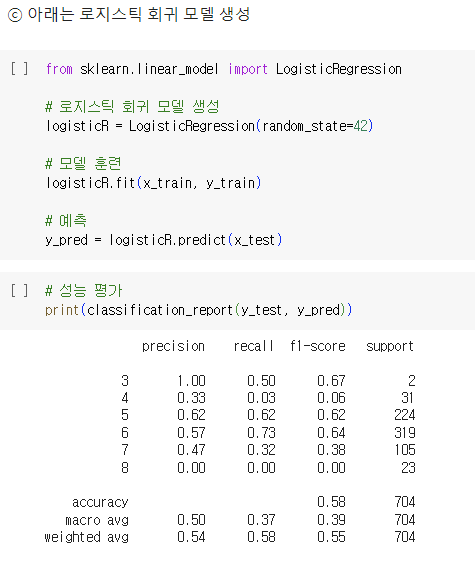 ⓒ 아래는 로지스틱 회귀 모델 생성
[ ] from sklearn.linear_model import LogisticRegression
# 로지스틱 회귀 모델 생성
logisticR = LogisticRegression(random_state=42)
# 모델 훈련
logisticR.fit(x_train, y_train)
# 예측
y_pred = logisticR.predict(x_test)
[ ] # 성능 평가
print(classification_report(y_test, y_pred))
precision recall f1-score support
3 1.00 0.50 0.67 2
4 0.33 0.03 0.06 31
5 0.62 0.62 0.62 224
6 0.57 0.73 0.64 319
7 0.47 0.32 0.38 105
8 0.00 0.00 0.00 23
accuracy 0.58 704
macro avg 0.50 0.37 0.39 704
weighted avg 0.54 0.58 0.55 704